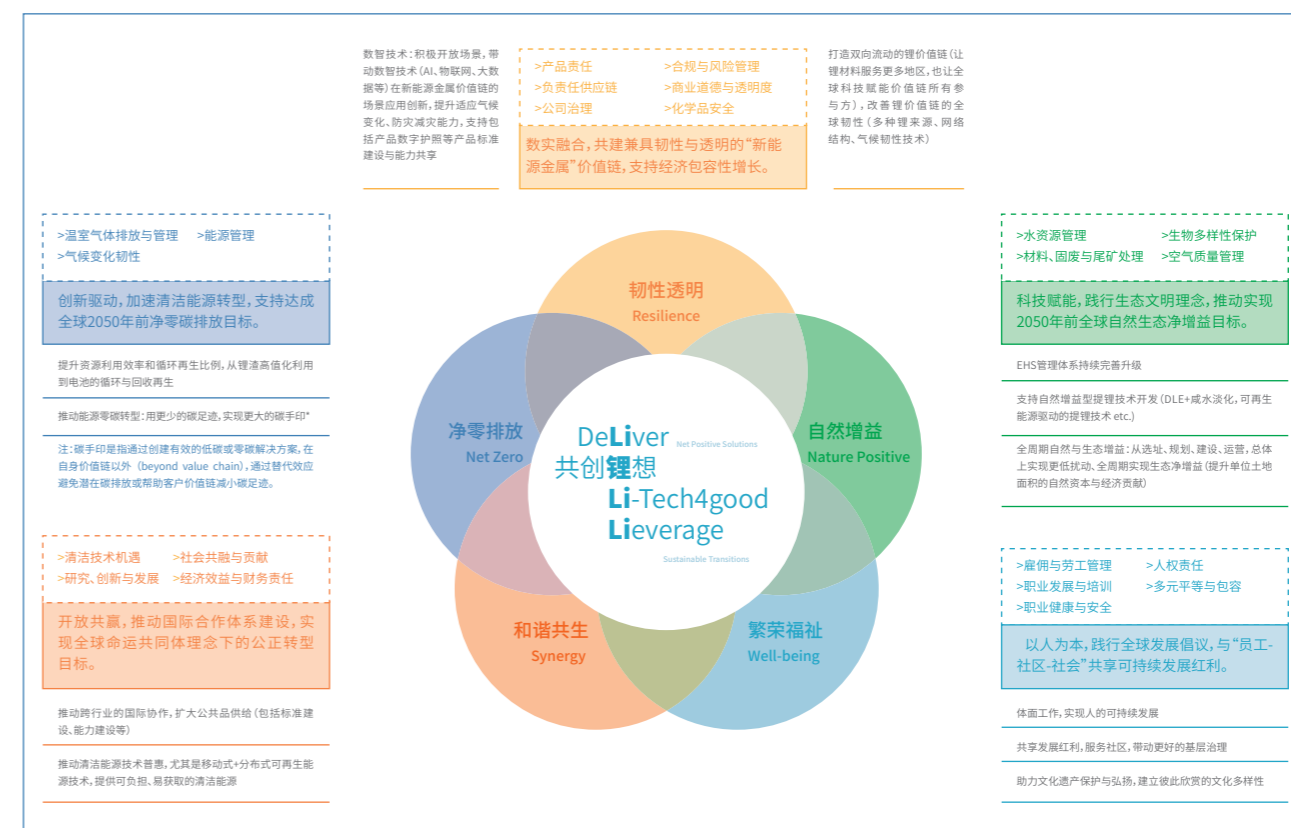 数智技术：积极开放场景，带
动数智技术（AI、物联网、大数
据等）在新能源金属价值链的
场景应用创新，提升适应气候
变化、防灾减灾能力，支持包
括产品数字护照等产品标准
建设与能力共享
>产品责任 >合规与风险管理
>负责任供应链 >商业道德与透明度
>公司治理 >化学品安全
数实融合，共建兼具韧性与透明的“新能
源金属”价值链，支持经济包容性增长。
打造双向流动的锂价值链（让
锂材料服务更多地区，也让全
球科技赋能价值链所有参
与方），改善锂价值链的全
球韧性（多种锂来源、网络
结构、气候韧性技术）
>温室气体排放与管理 >能源管理
>气候变化韧性
创新驱动，加速清洁能源转型，支持达成
全球2050年前净零碳排放目标。
提升资源利用效率和循环再生比例，从锂渣高值化利用
到电池的循环与回收再生
推动能源零碳转型：用更少的碳足迹，实现更大的碳手印*
注：碳手印是指通过创建有效的低碳或零碳解决方案，在
自身价值链以外（beyond value chain），通过替代效应
避免潜在碳排放或帮助客户价值链减小碳足迹。
>清洁技术机遇 >社会共融与贡献
>研究、创新与发展 >经济效益与财务责任
开放共赢，推动国际合作体系建设，实
现全球命运共同体理念下的公正转型
目标。
推动跨行业的国际协作，扩大公共品供给（包括标准建
设、能力建设等）
推动清洁能源技术普惠，尤其是移动式+分布式可再生能
源技术，提供可负担、易获取的清洁能源
韧性透明
Resilience
净零排放
Net Zero
自然增益
Nature Positive
DeLiver Net Positive Solutions
共创锂想
Li-Tech4good
Lieverage
Sustainable Transitions
和谐共生
Synergy
繁荣福祉
Well-being
>水资源管理 >生物多样性保护
>材料、固废与尾矿处理 >空气质量管理
科技赋能，践行生态文明理念，推动实现
2050年前全球自然生态净增益目标。
EHS管理体系持续完善升级
支持自然增益型提锂技术开发（DLE+咸水淡化，可再生
能源驱动的提锂技术 etc.）
全周期自然与生态增益：从选址、规划、建设、运营，总体
上实现更低扰动、全周期实现生态净增益（提升单位土地
面积的自然资本与经济贡献）
>雇佣与劳工管理 >人权责任
>职业发展与培训 >多元平等与包容
>职业健康与安全
以人为本，践行全球发展倡议，与“员工-
社区-社会”共享可持续发展红利。
体面工作，实现人的可持续发展
共享发展红利，服务社区，带动更好的基层治理
助力文化遗产保护与弘扬，建立彼此欣赏的文化多样性